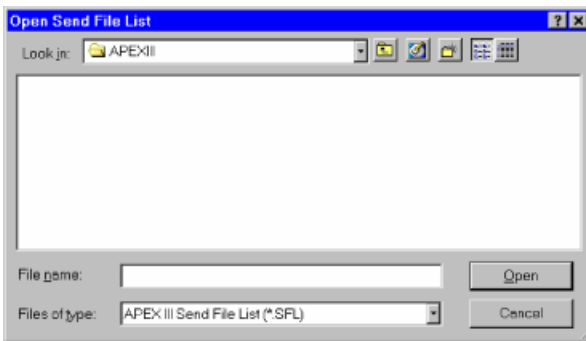 Open Send File List
Look in: APEXIII
File name: Open
Files of type: APEX III Send File List (*.SFL) Cancel